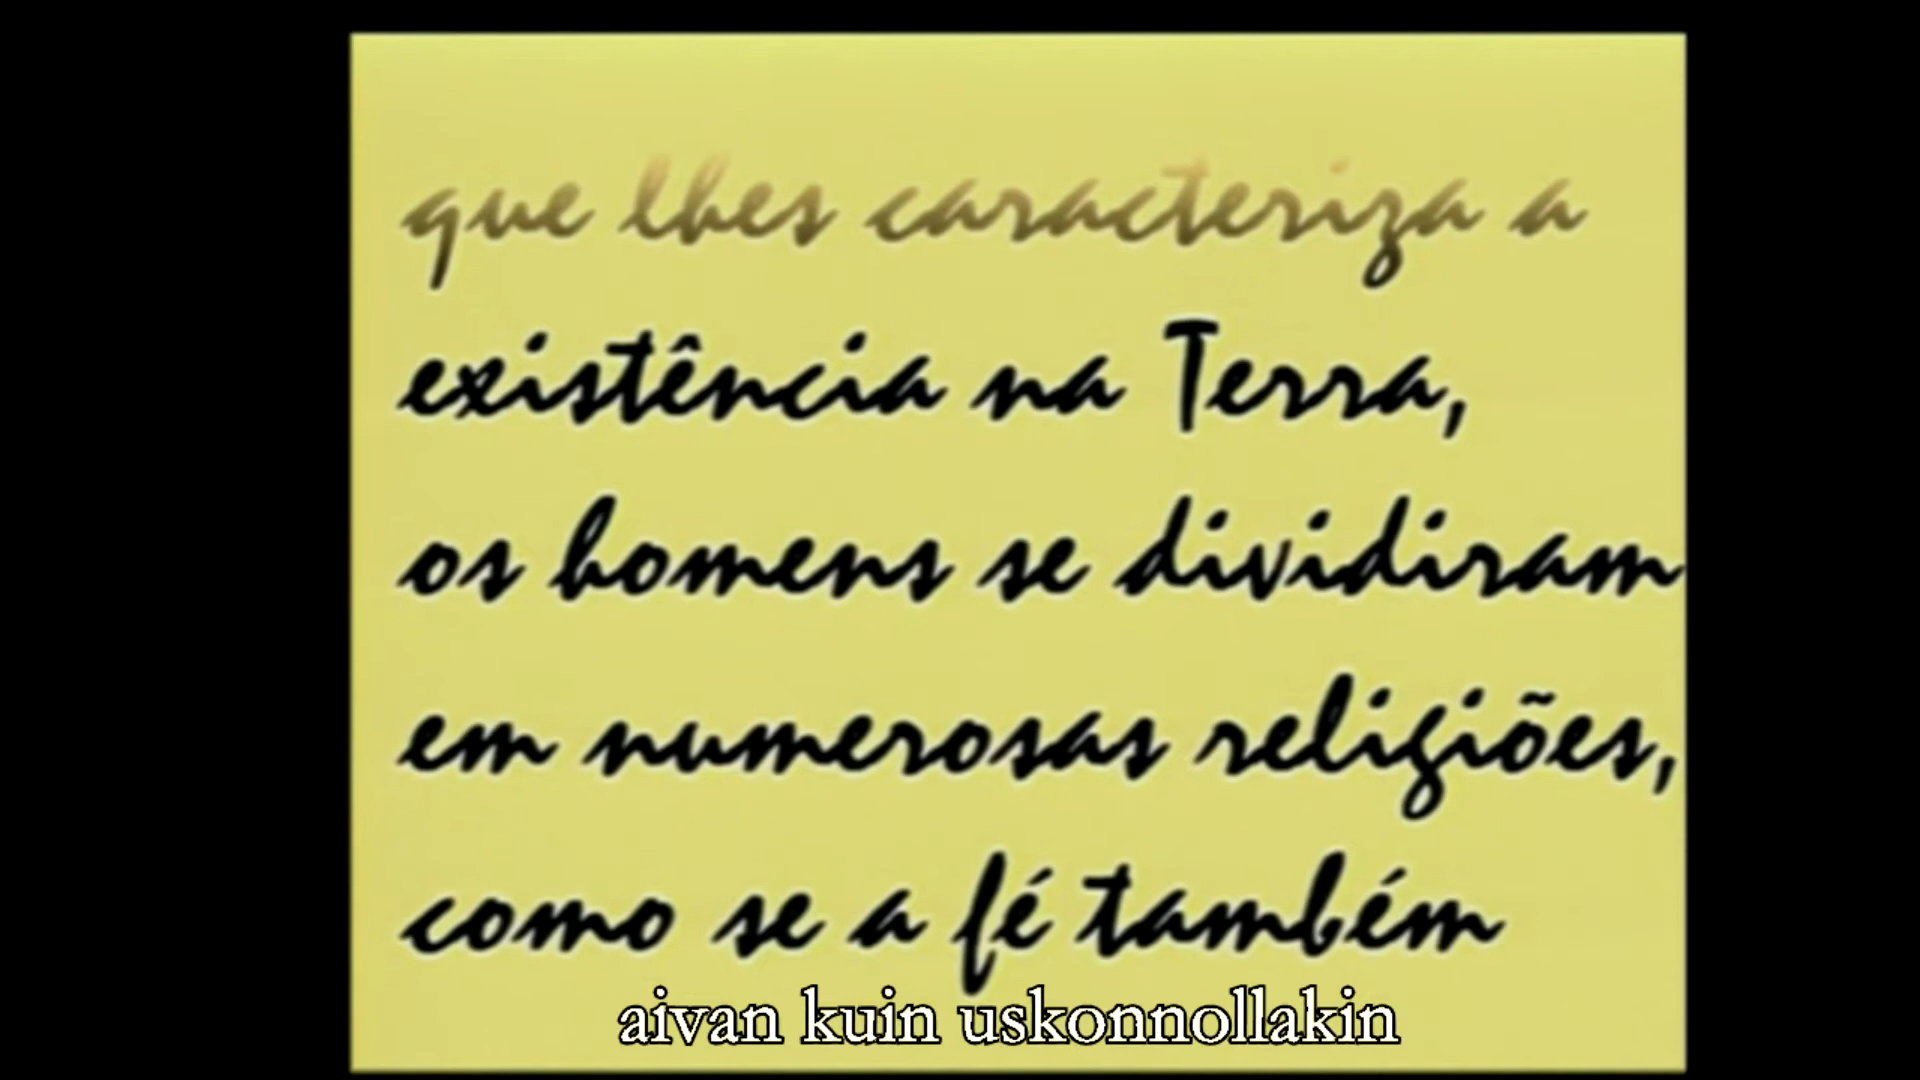 que lhes caracteriza a
existência na Terra,
os homens se dividiram
em numerosas religiões,
como se a fé também
aivan kuin uskonnollakin